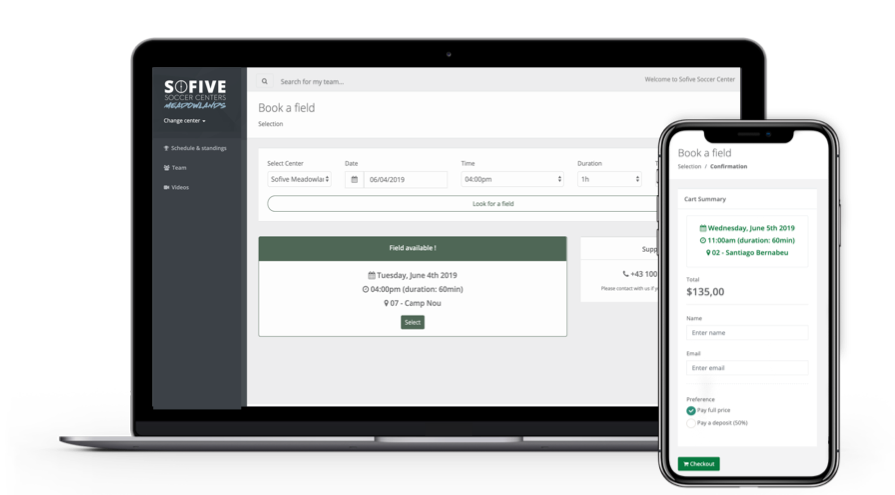 SOFIVE
SOCCER CENTERS
MEADOWLANDS
Change center
Schedule & standings
Team
Videos
Search for my team...
Welcome to Sofive Soccer Center
Book a field
Selection
Select Center
Date
Time
Duration
Sofive Meadowlar
06/04/2019
04:00pm
1h
Look for a field
Field available !
Tuesday, June 4th 2019
04:00pm (duration: 60min)
07 - Camp Nou
Select
Supp
+43 100
Please contact with us if y
Book a field
Selection / Confirmation
Cart Summary
Wednesday, June 5th 2019
11:00am (duration: 60min)
02 - Santiago Bernabeu
Total
$135,00
Name
Enter name
Email
Enter email
Preference
Pay full price
Pay a deposit (50%)
Checkout